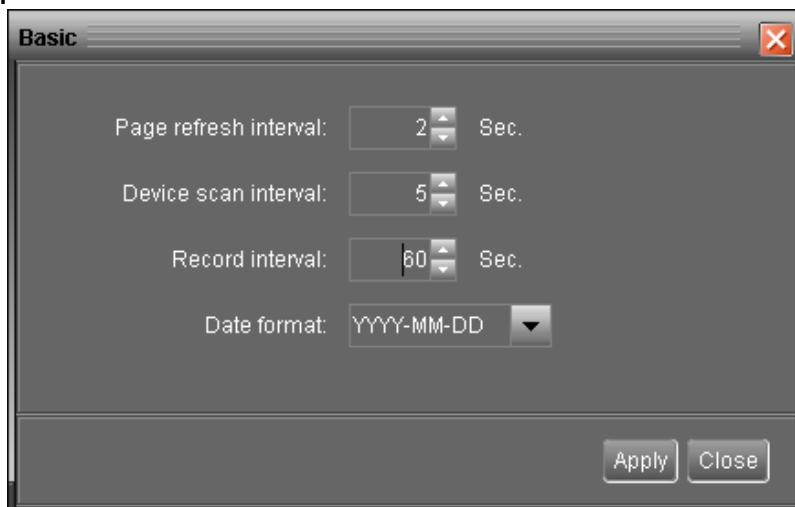 Basic
Page refresh interval: 2 Sec.
Device scan interval: 5 Sec.
Record interval: 60 Sec.
Date format: YYYY-MM-DD
Apply Close